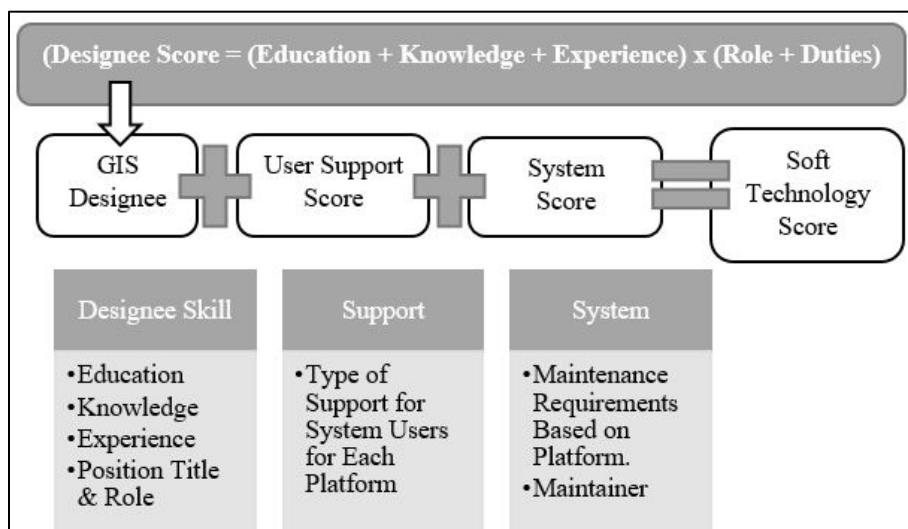 (Designee Score = (Education + Knowledge + Experience) x (Role + Duties)
GIS
Designee
User Support
Score
System
Score
Soft
Technology
Score
Designee Skill
•Education
•Knowledge
•Experience
•Position Title
& Role
Support
•Type of
Support for
System Users
for Each
Platform
System
•Maintenance
Requirements
Based on
Platform.
•Maintainer